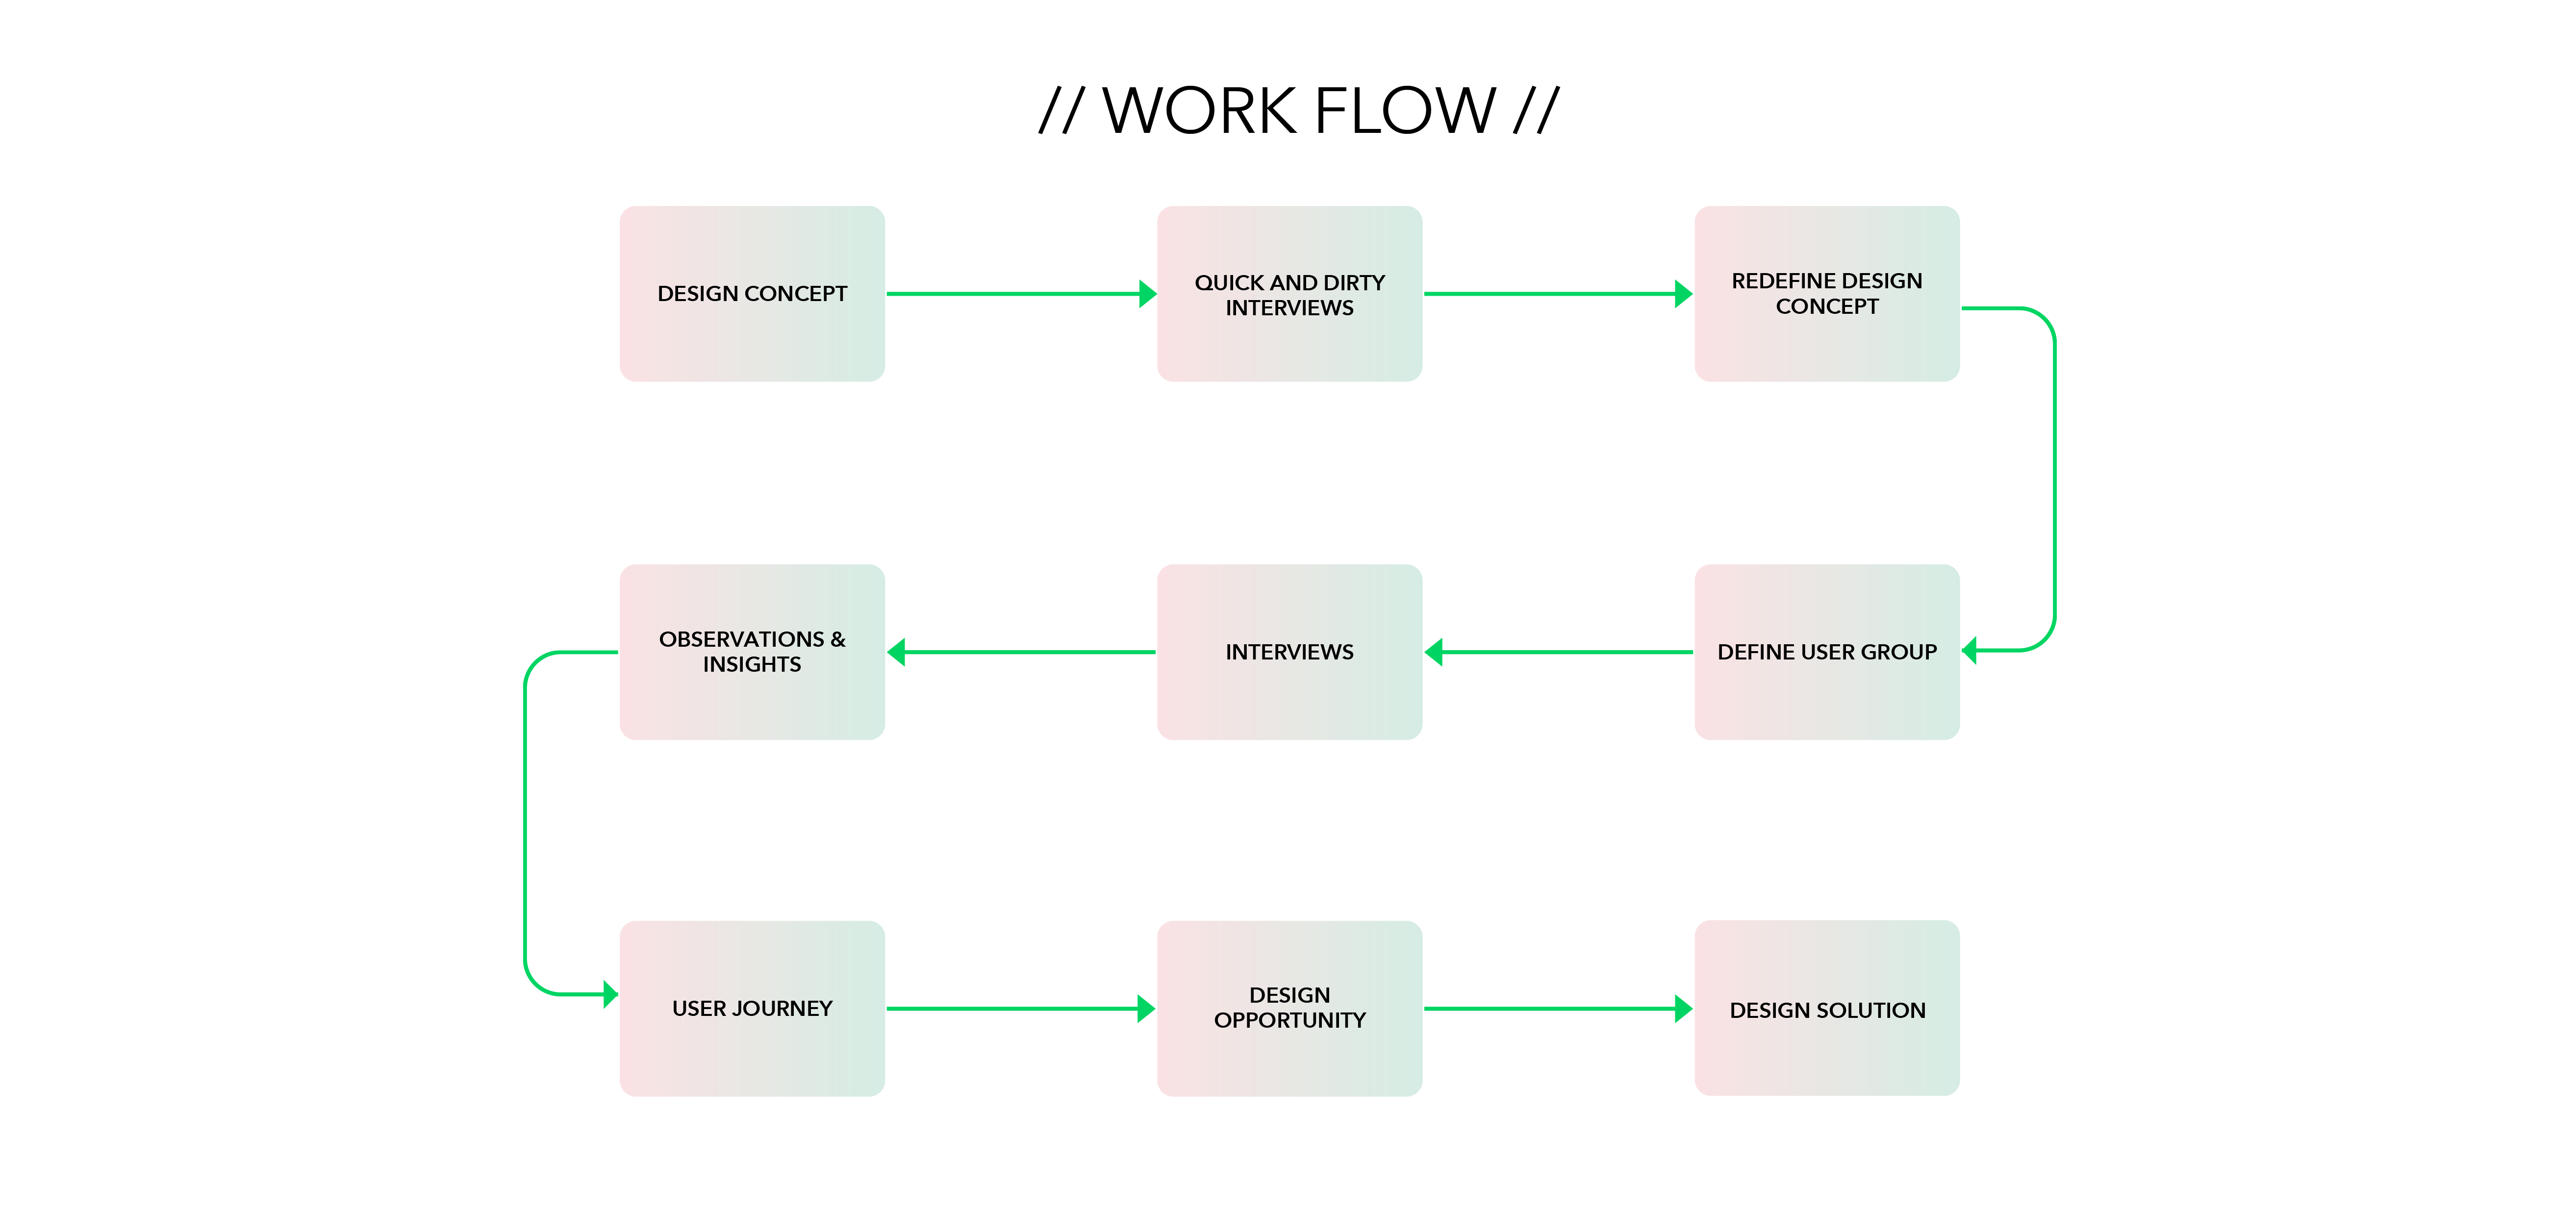 // WORK FLOW //
DESIGN CONCEPT
QUICK AND DIRTY
INTERVIEWS
REDEFINE DESIGN
CONCEPT
OBSERVATIONS &
INSIGHTS
INTERVIEWS
DEFINE USER GROUP
USER JOURNEY
DESIGN
OPPORTUNITY
DESIGN SOLUTION